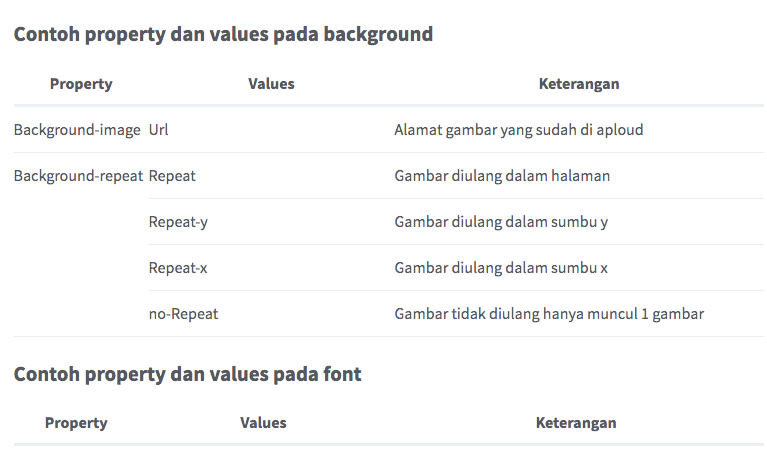 Contoh property dan values pada background
Property Values Keterangan
Background-image Url Alamat gambar yang sudah di aploud
Background-repeat Repeat Gambar diulang dalam halaman
Repeat-y Gambar diulang dalam sumbu y
Repeat-x Gambar diulang dalam sumbu x
no-Repeat Gambar tidak diulang hanya muncul 1 gambar
Contoh property dan values pada font
Property Values Keterangan